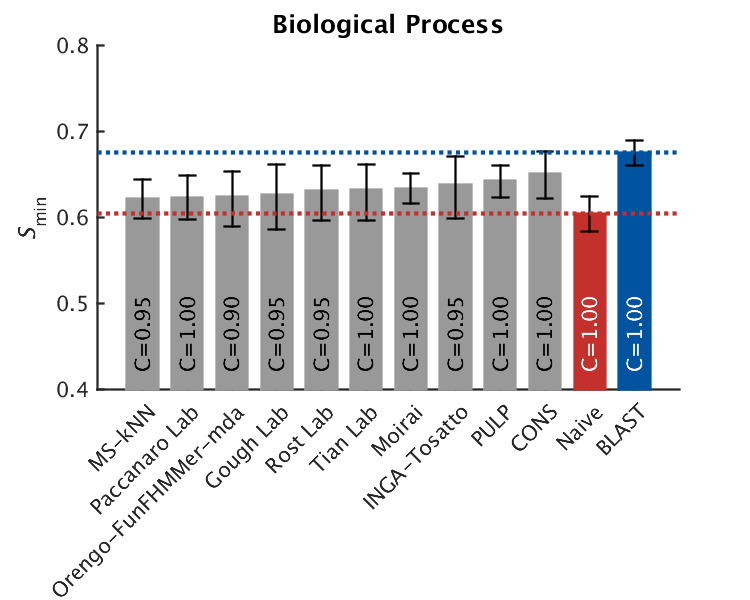 Biological Process
0.8
0.7
0.6
0.5
0.4
Smin
C=0.95
C=1.00
C=0.90
C=0.95
C=0.95
C=1.00
C=1.00
C=0.95
C=1.00
C=1.00
C=1.00
C=1.00
MS-kNN
Paccanaro Lab
Orengo-FunFHMMer-mda
Gough Lab
Rost Lab
Tian Lab
Moirai
INGA-Tosatto
PULP
CONS
Naive
BLAST